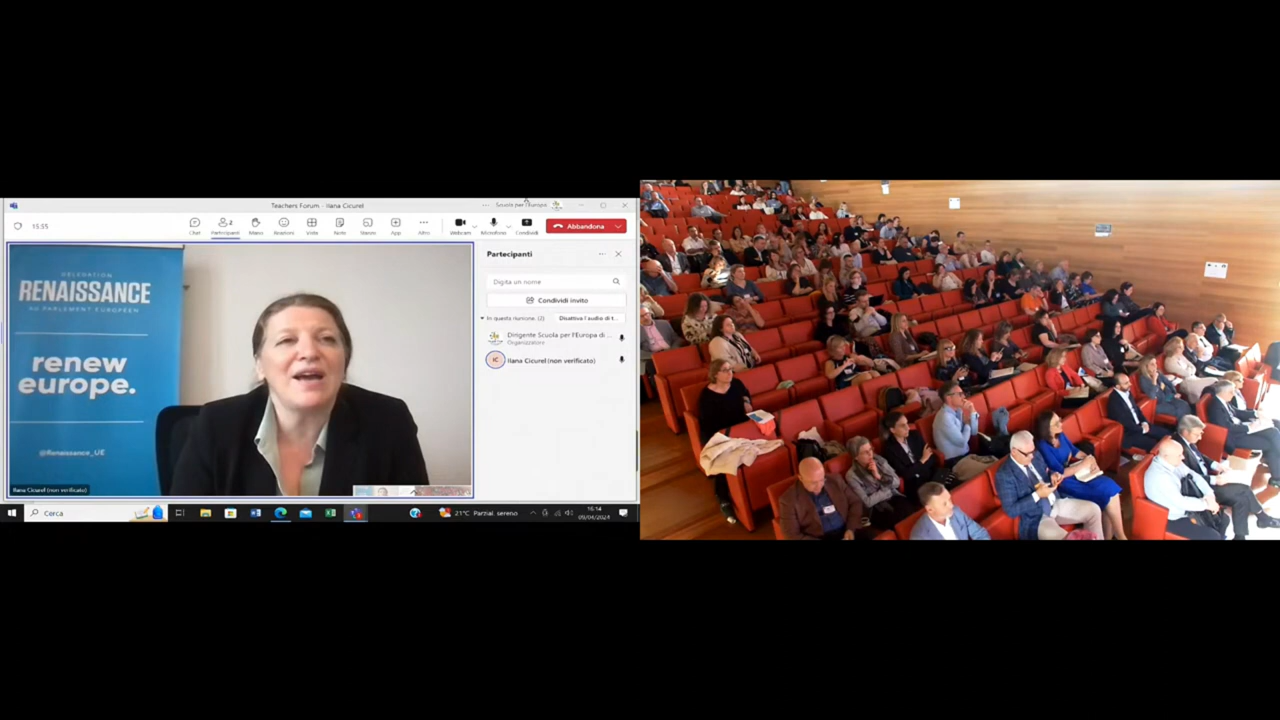 Teachers Forum - Ilana Cicurel
Scuola per l'Europa
15:55
Chat
Partecipanti
2
Mano
Reazioni
Vista
Note
App
Altro
Webcam
Microfono
Condividi
Abbandona
DELEGATION
RENAISSANCE
AU PARLEMENT EUROPÉEN
renew
europe.
@Renaissance_UE
Ilana Cicurel (non verificato)
Partecipanti
Digita un nome
Condividi invito
In questa riunione (2)
Disattiva l'audio di t...
Dirigente Scuola per l'Europa di ...
Organizzatore
Ilana Cicurel (non verificato)
Cerca
21°C Parzial. sereno
15:14
09/04/2024